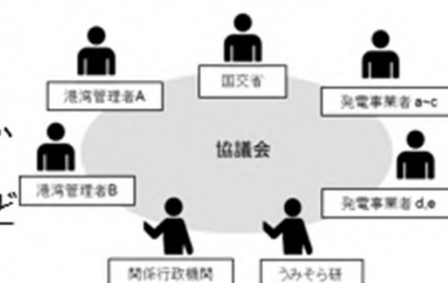 国交省
港湾管理者A
発電事業者 a~c
か
協議会
港湾管理者B
ど
発電事業者 d,e
関係行政機関
うみそら研